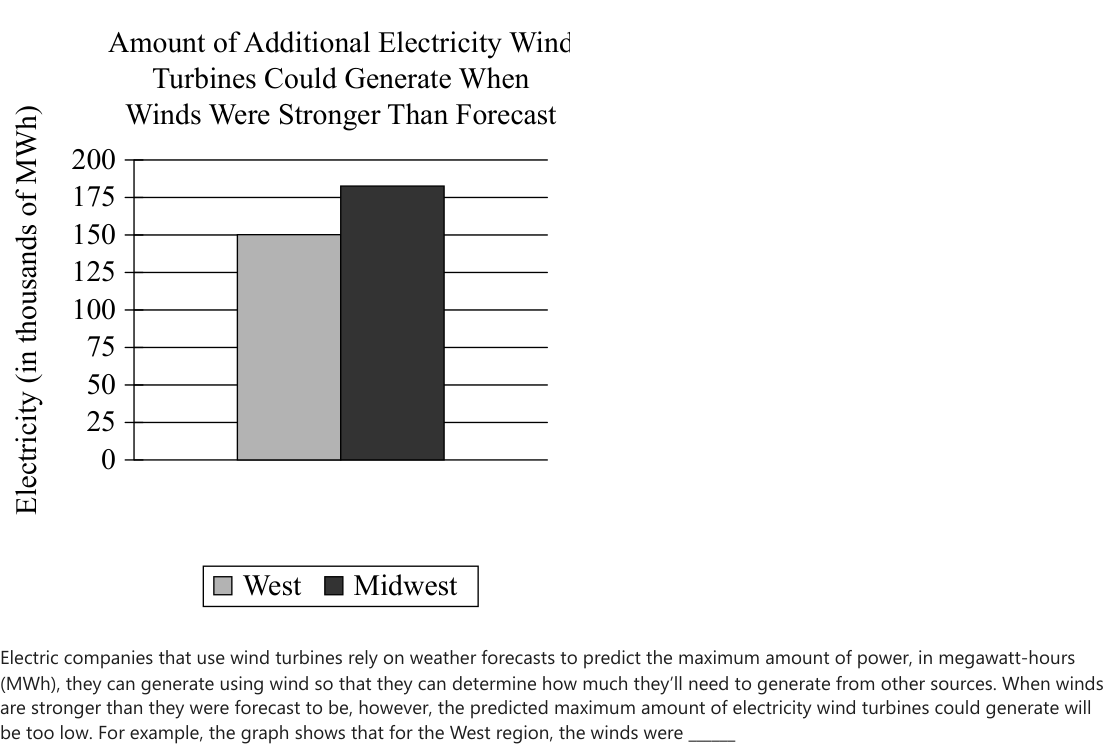 Amount of Additional Electricity Wind
Turbines Could Generate When
Winds Were Stronger Than Forecast
Electricity (in thousands of MWh)
200
175
150
125
100
75
50
25
0
West Midwest
Electric companies that use wind turbines rely on weather forecasts to predict the maximum amount of power, in megawatt-hours
(MWh), they can generate using wind so that they can determine how much they’ll need to generate from other sources. When winds
are stronger than they were forecast to be, however, the predicted maximum amount of electricity wind turbines could generate will
be too low. For example, the graph shows that for the West region, the winds were _____